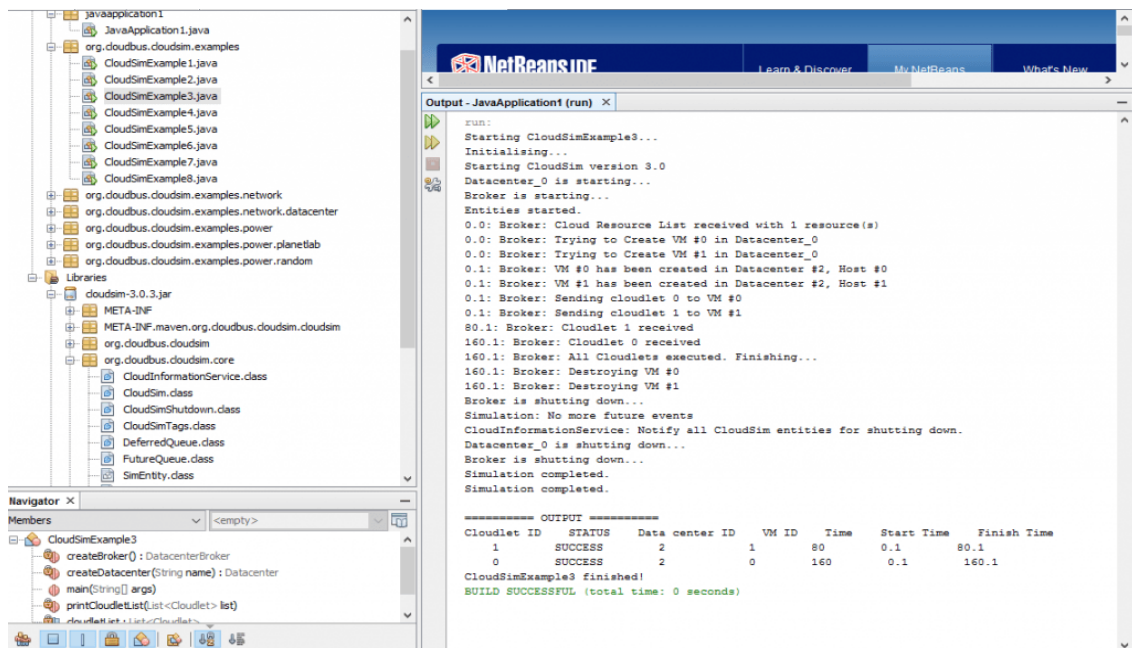 javaapplication1
JavaApplication1.java
org.cloudbus.cloudsim.examples
CloudSimExample1.java
CloudSimExample2.java
CloudSimExample3.java
CloudSimExample4.java
CloudSimExample5.java
CloudSimExample6.java
CloudSimExample7.java
CloudSimExample8.java
org.cloudbus.cloudsim.examples.network
org.cloudbus.cloudsim.examples.network.datacenter
org.cloudbus.cloudsim.examples.power
org.cloudbus.cloudsim.examples.power.planetlab
org.cloudbus.cloudsim.examples.power.random
Libraries
cloudsim-3.0.3.jar
META-INF
META-INF.maven.org.cloudbus.cloudsim.cloudsim
org.cloudbus.cloudsim
org.cloudbus.cloudsim.core
CloudInformationService.class
CloudSim.class
CloudSimShutdown.class
CloudSimTags.class
DeferredQueue.class
FutureQueue.class
SimEntity.class
Navigator
Members <empty>
CloudSimExample3
createBroker() : DatacenterBroker
createDatacenter(String name) : Datacenter
main(String[] args)
printCloudletList(List<Cloudlet> list)
cloudletList : List<Cloudlet>
NetBeans IDE Learn & Discover My NetBeans What's New
Output - JavaApplication1 (run)
run:
Starting CloudSimExample3...
Initialising...
Starting CloudSim version 3.0
Datacenter_0 is starting...
Broker is starting...
Entities started.
0.0: Broker: Cloud Resource List received with 1 resource(s)
0.0: Broker: Trying to Create VM #0 in Datacenter_0
0.0: Broker: Trying to Create VM #1 in Datacenter_0
0.1: Broker: VM #0 has been created in Datacenter #2, Host #0
0.1: Broker: VM #1 has been created in Datacenter #2, Host #1
0.1: Broker: Sending cloudlet 0 to VM #0
0.1: Broker: Sending cloudlet 1 to VM #1
80.1: Broker: Cloudlet 1 received
160.1: Broker: Cloudlet 0 received
160.1: Broker: All Cloudlets executed. Finishing...
160.1: Broker: Destroying VM #0
160.1: Broker: Destroying VM #1
Broker is shutting down...
Simulation: No more future events
CloudInformationService: Notify all CloudSim entities for shutting down.
Datacenter_0 is shutting down...
Broker is shutting down...
Simulation completed.
Simulation completed.
========== OUTPUT ==========
Cloudlet ID STATUS Data center ID VM ID Time Start Time Finish Time
1 SUCCESS 2 1 80 0.1 80.1
0 SUCCESS 2 0 160 0.1 160.1
CloudSimExample3 finished!
BUILD SUCCESSFUL (total time: 0 seconds)